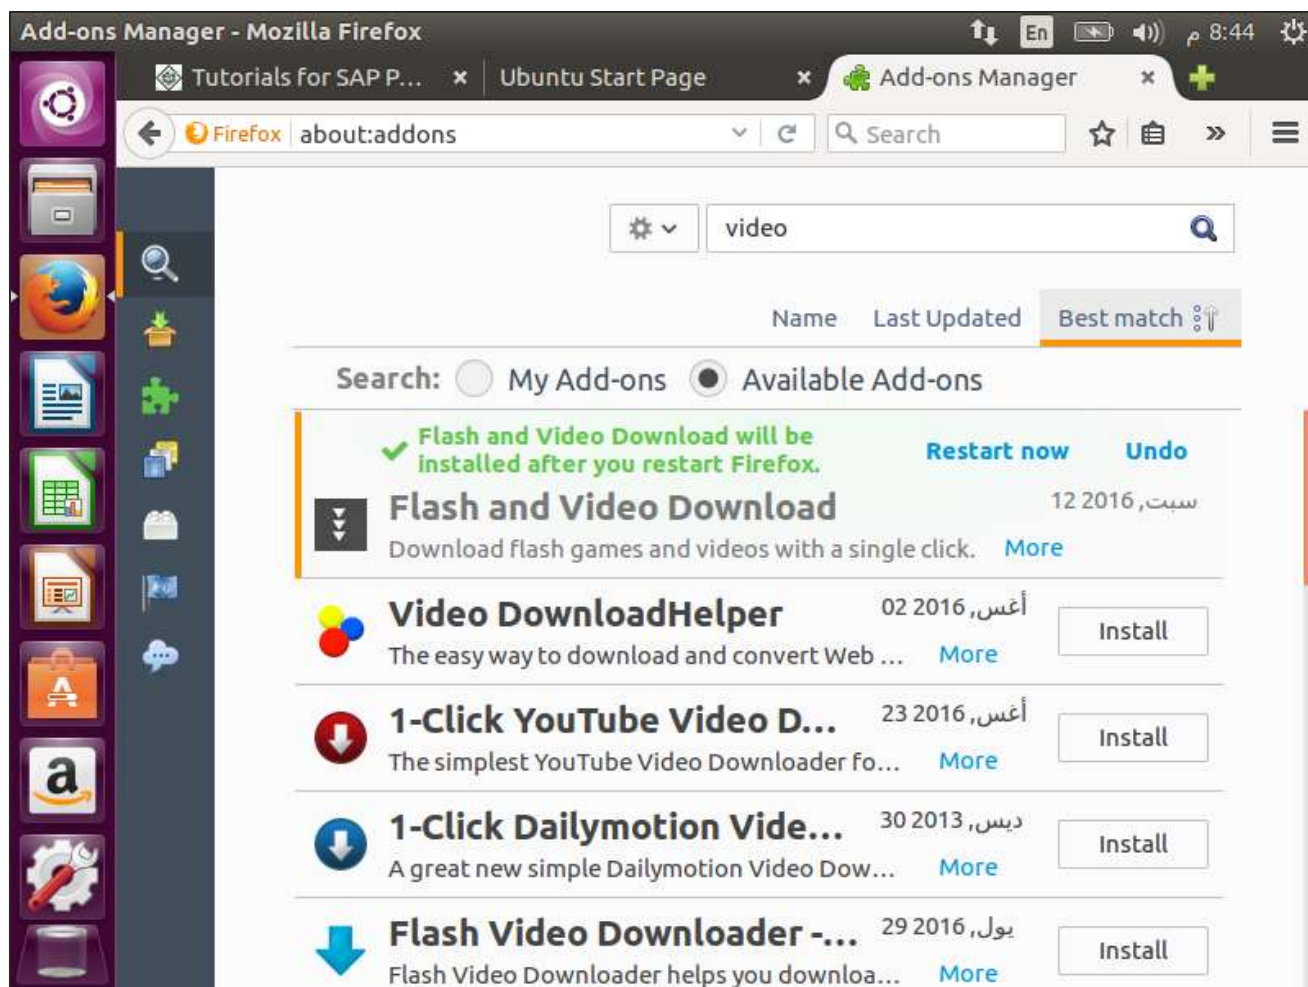 Add-ons Manager - Mozilla Firefox En م 8:44
Tutorials for SAP P... × Ubuntu Start Page × Add-ons Manager ×
Firefox about:addons Search
video
Name Last Updated Best match
Search: My Add-ons Available Add-ons
Flash and Video Download will be
installed after you restart Firefox.
Restart now Undo
Flash and Video Download 12 سبت, 2016
Download flash games and videos with a single click. More
Video DownloadHelper 02 أغس, 2016
Install
The easy way to download and convert Web ... More
1-Click YouTube Video D... 23 أغس, 2016
Install
The simplest YouTube Video Downloader fo... More
1-Click Dailymotion Vide... 30 ديس, 2013
Install
A great new simple Dailymotion Video Dow... More
Flash Video Downloader -... 29 يول, 2016
Install
Flash Video Downloader helps you downloa... More